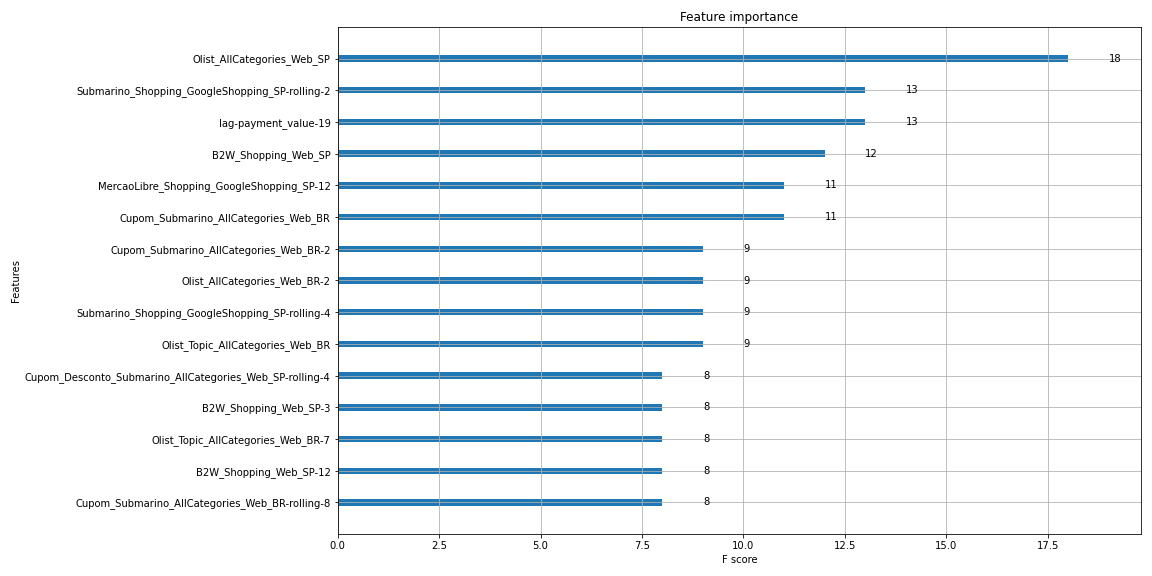 Feature importance
Olist_AllCategories_Web_SP 18
Submarino_Shopping_GoogleShopping_SP-rolling-2 13
lag-payment_value-19 13
B2W_Shopping_Web_SP 12
MercaoLibre_Shopping_GoogleShopping_SP-12 11
Cupom_Submarino_AllCategories_Web_BR 11
Cupom_Submarino_AllCategories_Web_BR-2 9
Olist_AllCategories_Web_BR-2 9
Submarino_Shopping_GoogleShopping_SP-rolling-4 9
Olist_Topic_AllCategories_Web_BR 9
Cupom_Desconto_Submarino_AllCategories_Web_SP-rolling-4 8
B2W_Shopping_Web_SP-3 8
Olist_Topic_AllCategories_Web_BR-7 8
B2W_Shopping_Web_SP-12 8
Cupom_Submarino_AllCategories_Web_BR-rolling-8 8
Features
0.0 2.5 5.0 7.5 10.0 12.5 15.0 17.5
F score